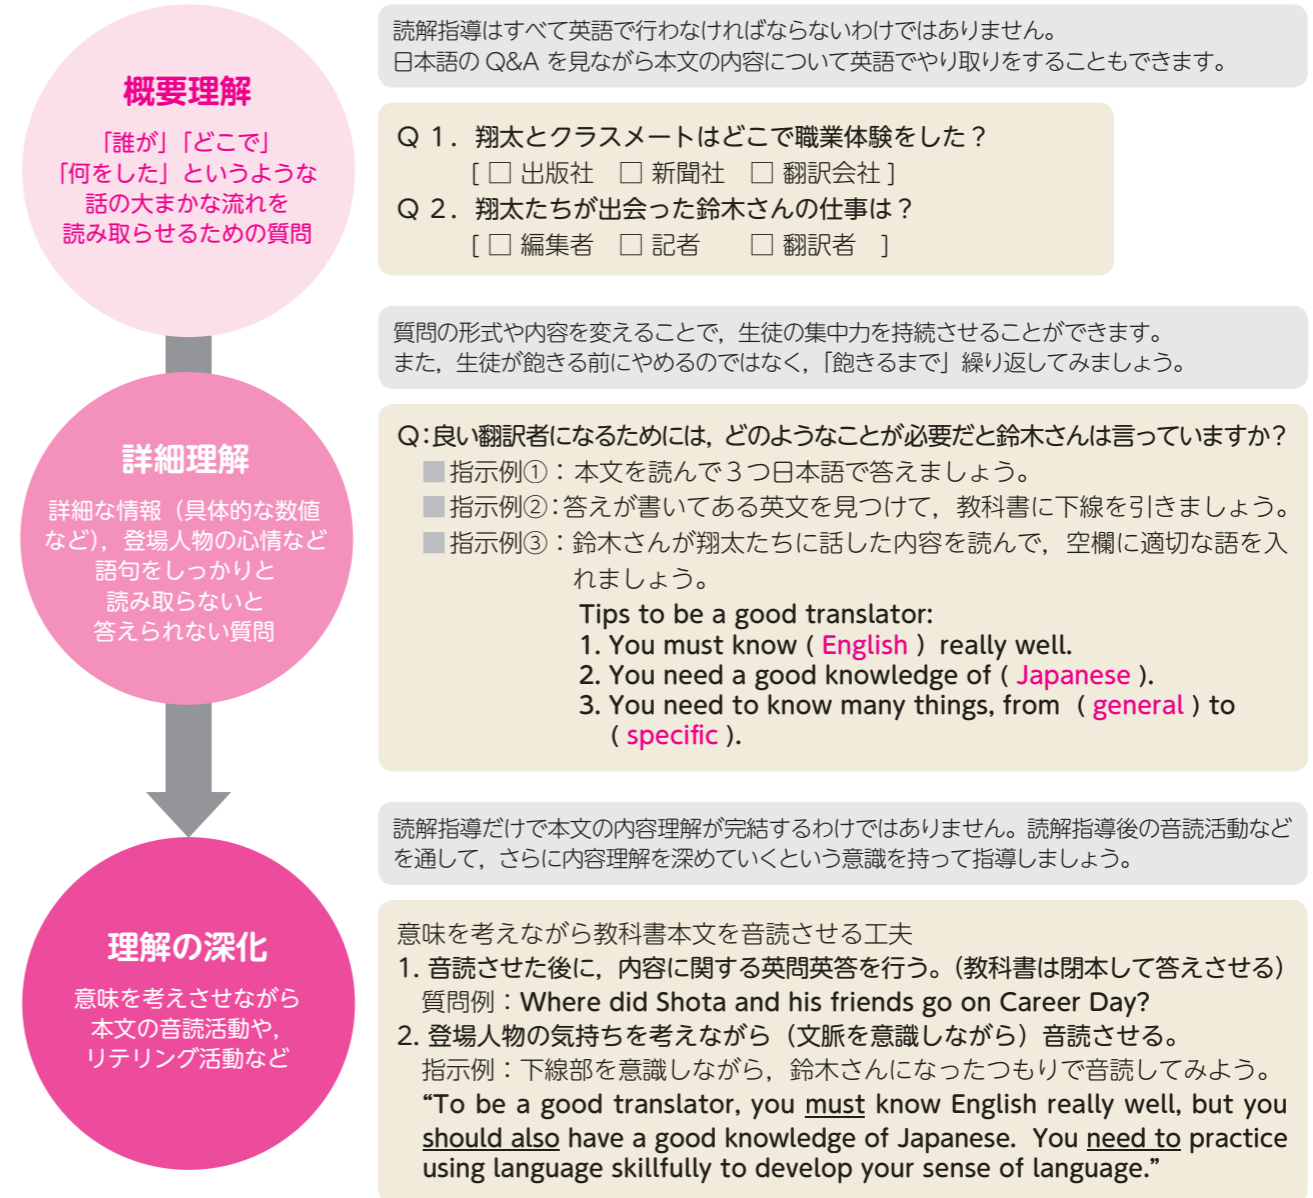 概要理解
「誰が」「どこで」
「何をした」というような
話の大まかな流れを
読み取らせるための質問
読解指導はすべて英語で行わなければならないわけではありません。
日本語の Q&A を見ながら本文の内容について英語でやり取りをすることもできます。
Q 1．翔太とクラスメートはどこで職業体験をした？
[ □ 出版社　□ 新聞社　□ 翻訳会社 ]
Q 2．翔太たちが出会った鈴木さんの仕事は？
[ □ 編集者　□ 記者　　□ 翻訳者　]
詳細理解
詳細な情報（具体的な数値
など），登場人物の心情など
語句をしっかりと
読み取らないと
答えられない質問
質問の形式や内容を変えることで，生徒の集中力を持続させることができます。
また，生徒が飽きる前にやめるのではなく，「飽きるまで」繰り返してみましょう。
Q：良い翻訳者になるためには，どのようなことが必要だと鈴木さんは言っていますか？
■指示例①：本文を読んで３つ日本語で答えましょう。
■指示例②：答えが書いてある英文を見つけて，教科書に下線を引きましょう。
■指示例③：鈴木さんが翔太たちに話した内容を読んで，空欄に適切な語を入
れましょう。
Tips to be a good translator:
1. You must know ( English ) really well.
2. You need a good knowledge of ( Japanese ).
3. You need to know many things, from ( general ) to
( specific ).
理解の深化
意味を考えさせながら
本文の音読活動や，
リテリング活動など
読解指導だけで本文の内容理解が完結するわけではありません。読解指導後の音読活動など
を通して，さらに内容理解を深めていくという意識を持って指導しましょう。
意味を考えながら教科書本文を音読させる工夫
1. 音読させた後に，内容に関する英問英答を行う。（教科書は閉本して答えさせる）
質問例：Where did Shota and his friends go on Career Day?
2. 登場人物の気持ちを考えながら（文脈を意識しながら）音読させる。
指示例：下線部を意識しながら，鈴木さんになったつもりで音読してみよう。
“To be a good translator, you must know English really well, but you
should also have a good knowledge of Japanese. You need to practice
using language skillfully to develop your sense of language.”